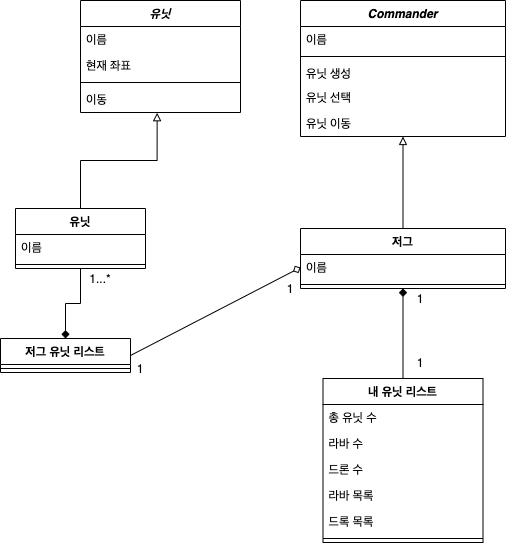 유닛
이름
현재 좌표
이동
Commander
이름
유닛 생성
유닛 선택
유닛 이동
유닛
이름
1...*
저그 유닛 리스트
1
저그
이름
1
1
1
내 유닛 리스트
총 유닛 수
라바 수
드론 수
라바 목록
드록 목록